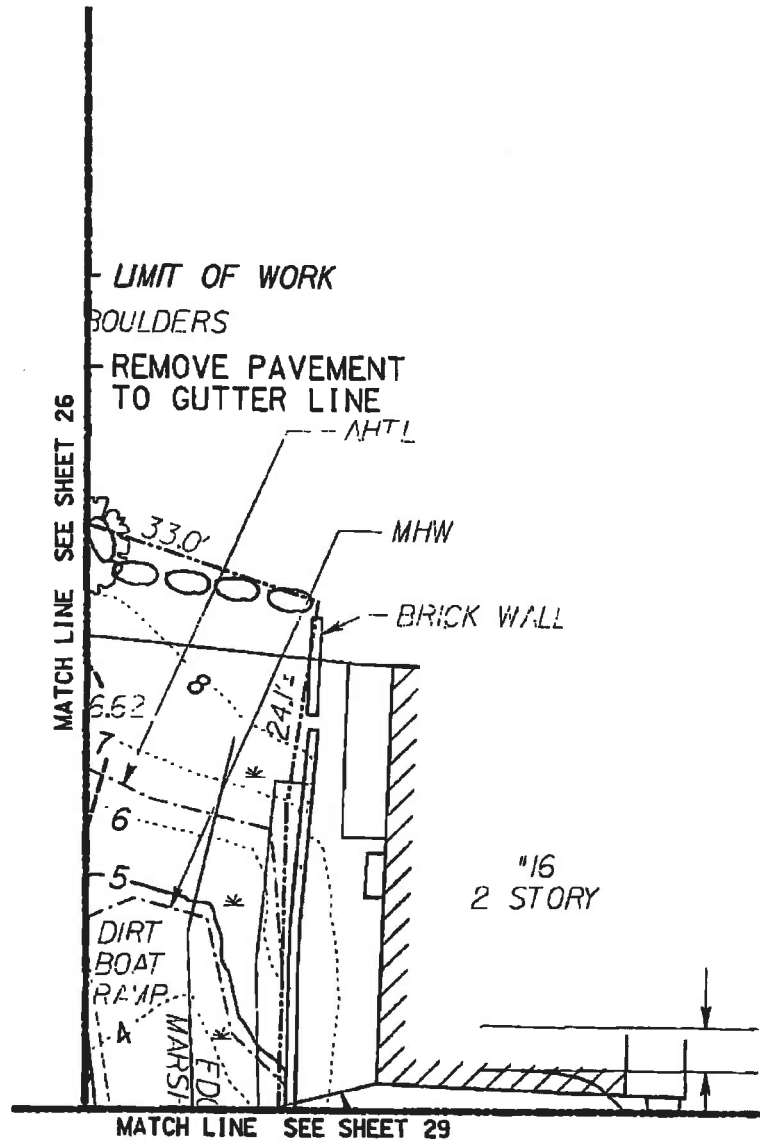 LIMIT OF WORK
BOULDERS
REMOVE PAVEMENT
TO GUTTER LINE
AHTL
MATCH LINE SEE SHEET 26
33.0'
MHW
BRICK WALL
8
6.62
24.1'±
7
6
5
"16
2 STORY
DIRT
BOAT
RAMP
4
EDG
MARSH
MATCH LINE SEE SHEET 29